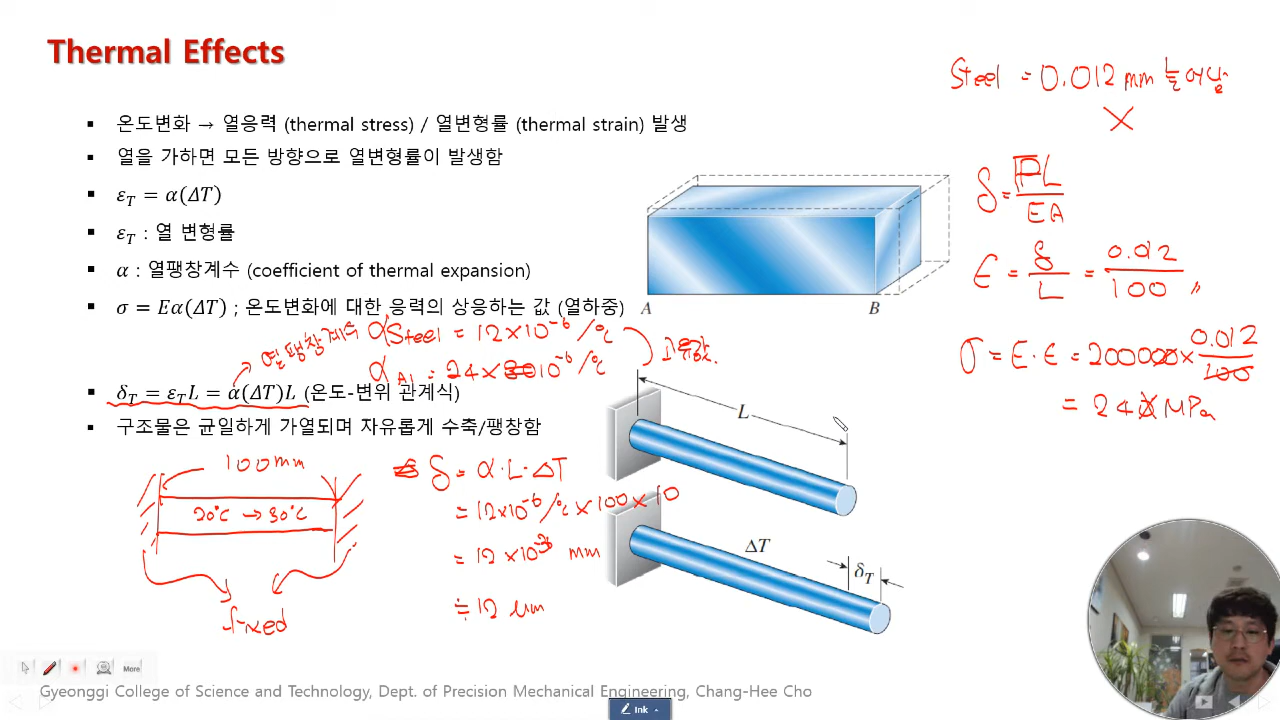 Thermal Effects
Steel = 0.012 mm 늘어남
X
▪ 온도변화 → 열응력 (thermal stress) / 열변형률 (thermal strain) 발생
▪ 열을 가하면 모든 방향으로 열변형률이 발생함
▪ ε_T = α(ΔT)
▪ ε_T : 열 변형률
▪ α : 열팽창계수 (coefficient of thermal expansion)
▪ σ = Eα(ΔT) ; 온도변화에 대한 응력의 상응하는 값 (열하중)
A B
δ = PL / EA
ε = δ / L = 0.012 / 100
σ = E · ε = 200000 × 0.012 / 100
= 24 MPa
열팽창계수 α Steel = 12×10⁻⁶ /℃
α Al = 24 × 10⁻⁶ /℃
▪ δ_T = ε_T L = α(ΔT)L (온도-변위 관계식)
▪ 구조물은 균일하게 가열되며 자유롭게 수축/팽창함
L
100mm
20℃ → 30℃
fixed
δ = α · L · ΔT
= 12×10⁻⁶/℃ × 100 × 10
= 12 × 10⁻³ mm
≒ 12 μm
ΔT
δ_T
More
Gyeonggi College of Science and Technology, Dept. of Precision Mechanical Engineering, Chang-Hee Cho
Ink